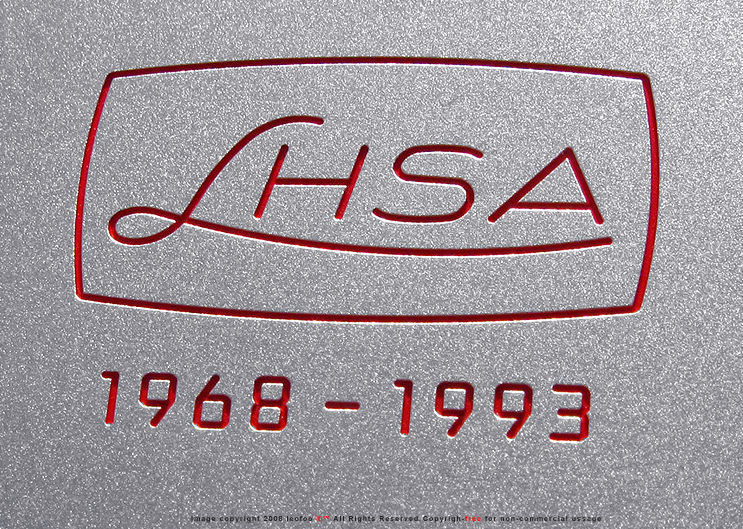 LHSA
1968 - 1993
image copyright 2008 leofoo. All Rights Reserved. Copyright-free for non-commercial ussage